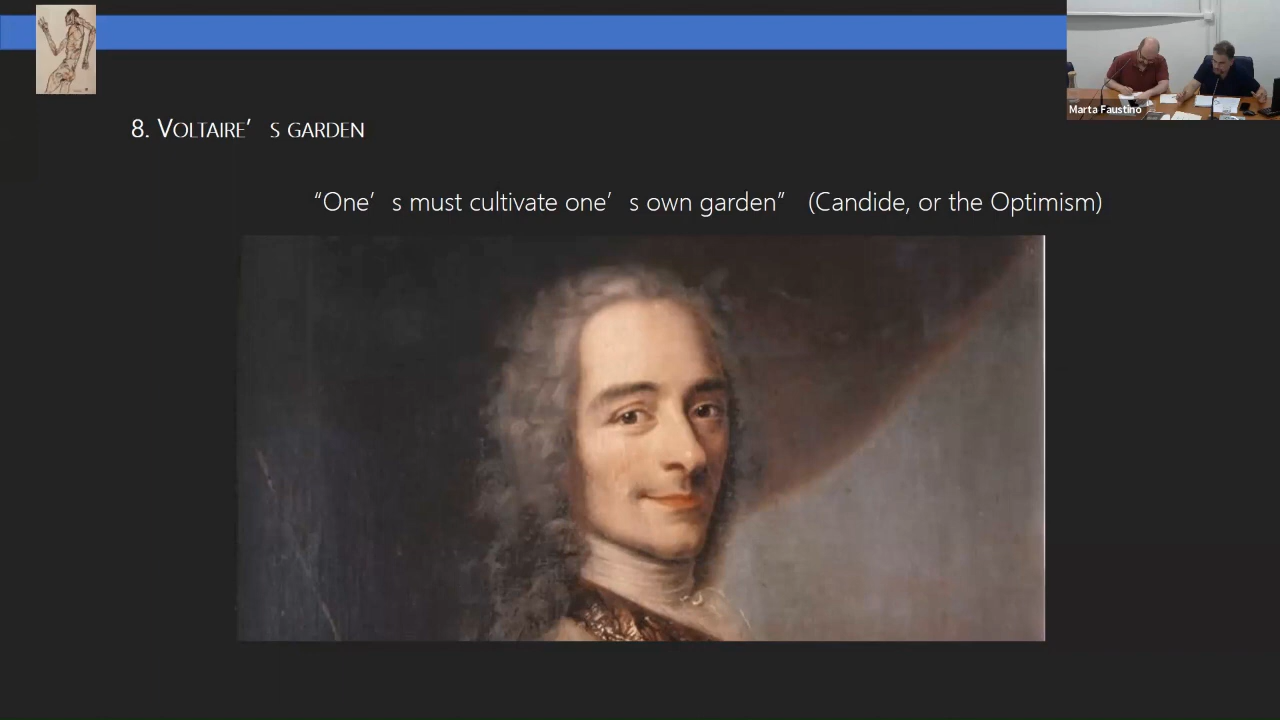 8. VOLTAIRE’ S GARDEN
“One’ s must cultivate one’ s own garden” (Candide, or the Optimism)
Marta Faustino